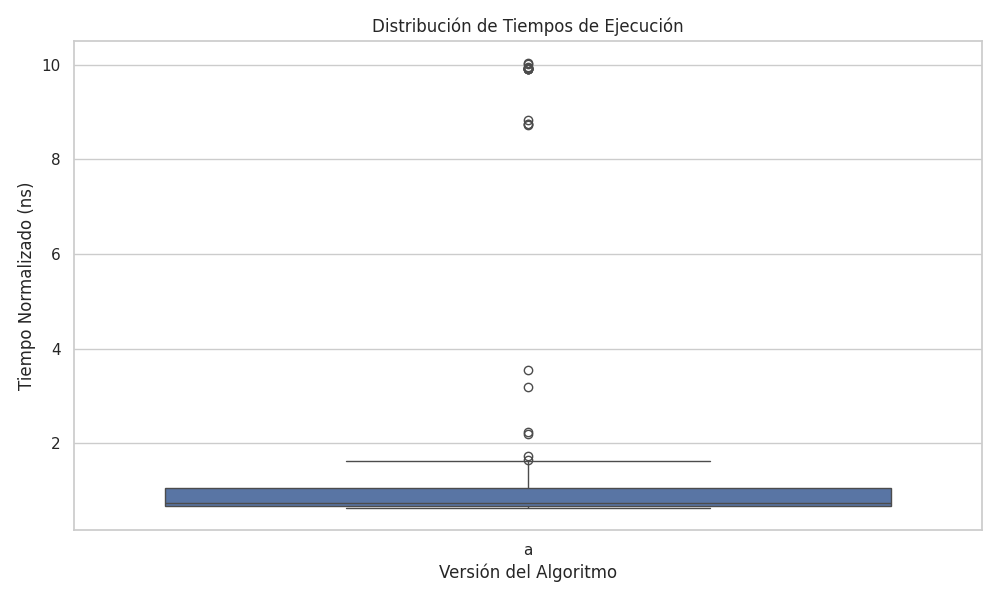 Distribución de Tiempos de Ejecución
10
8
6
4
2
Tiempo Normalizado (ns)
a
Versión del Algoritmo